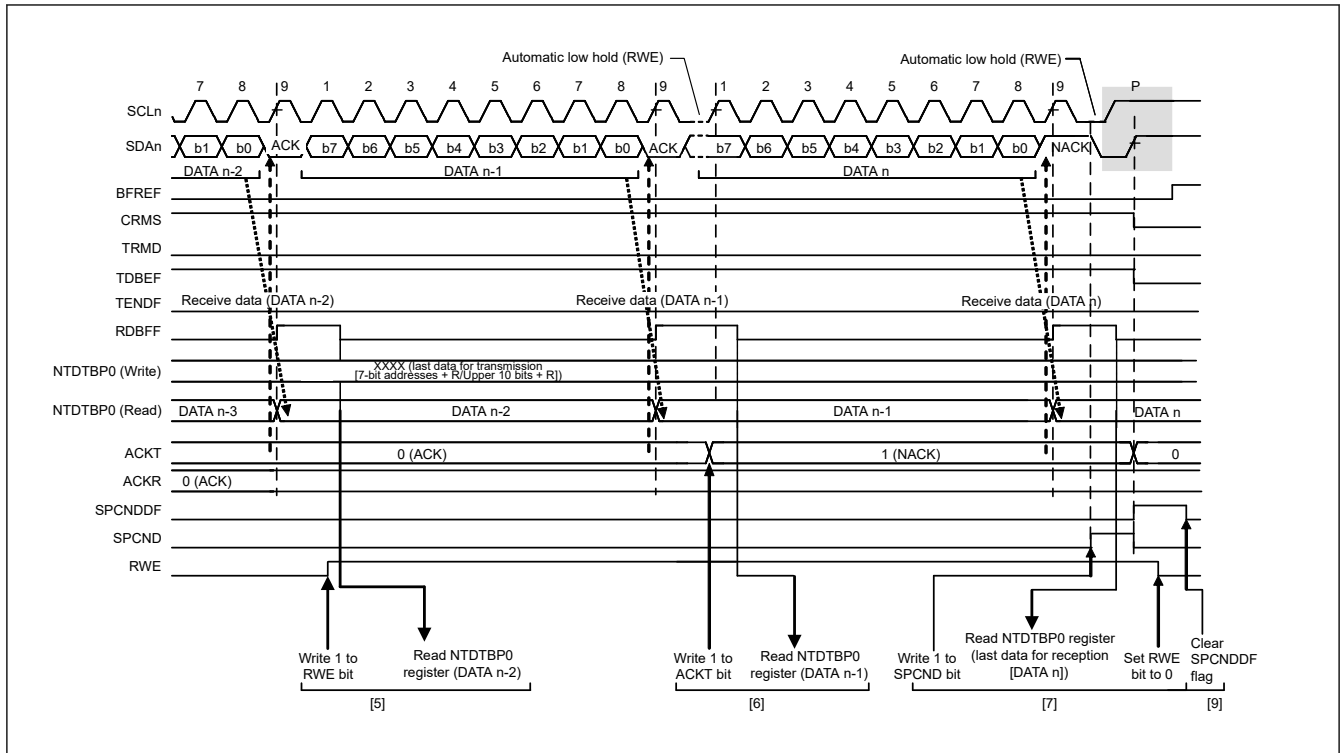 Automatic low hold (RWE)
Automatic low hold (RWE)
7 8 9 1 2 3 4 5 6 7 8 9 1 2 3 4 5 6 7 8 9 P
SCLn
SDAn b1 b0 ACK b7 b6 b5 b4 b3 b2 b1 b0 ACK b7 b6 b5 b4 b3 b2 b1 b0 NACK
DATA n-2 DATA n-1 DATA n
BFREF
CRMS
TRMD
TDBEF
TENDF Receive data (DATA n-2) Receive data (DATA n-1) Receive data (DATA n)
RDBFF
XXXX (last data for transmission
NTDTBP0 (Write) [7-bit addresses + R/Upper 10 bits + R])
NTDTBP0 (Read) DATA n-3 DATA n-2 DATA n-1 DATA n
ACKT 0 (ACK) 1 (NACK) 0
ACKR 0 (ACK)
SPCNDDF
SPCND
RWE
Write 1 to
RWE bit
Read NTDTBP0
register (DATA n-2)
[5]
Write 1 to
ACKT bit
Read NTDTBP0
register (DATA n-1)
[6]
Write 1 to
SPCND bit
Read NTDTBP0 register
(last data for reception
[DATA n])
Set RWE
bit to 0
[7]
Clear
SPCNDDF
flag
[9]